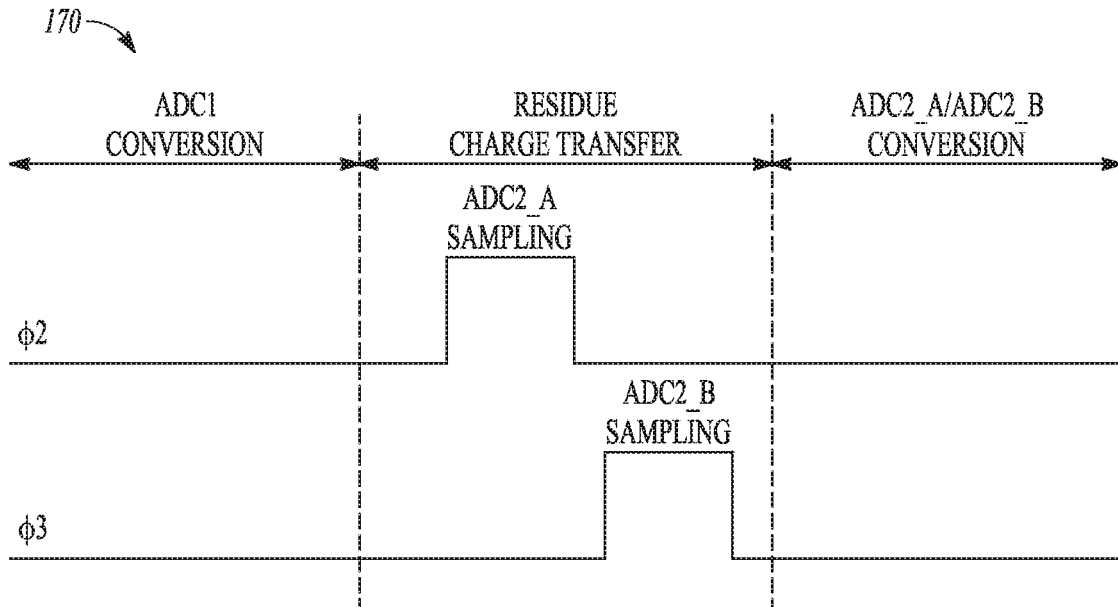 170
ADC1
CONVERSION
RESIDUE
CHARGE TRANSFER
ADC2_A/ADC2_B
CONVERSION
ADC2_A
SAMPLING
ϕ2
ADC2_B
SAMPLING
ϕ3